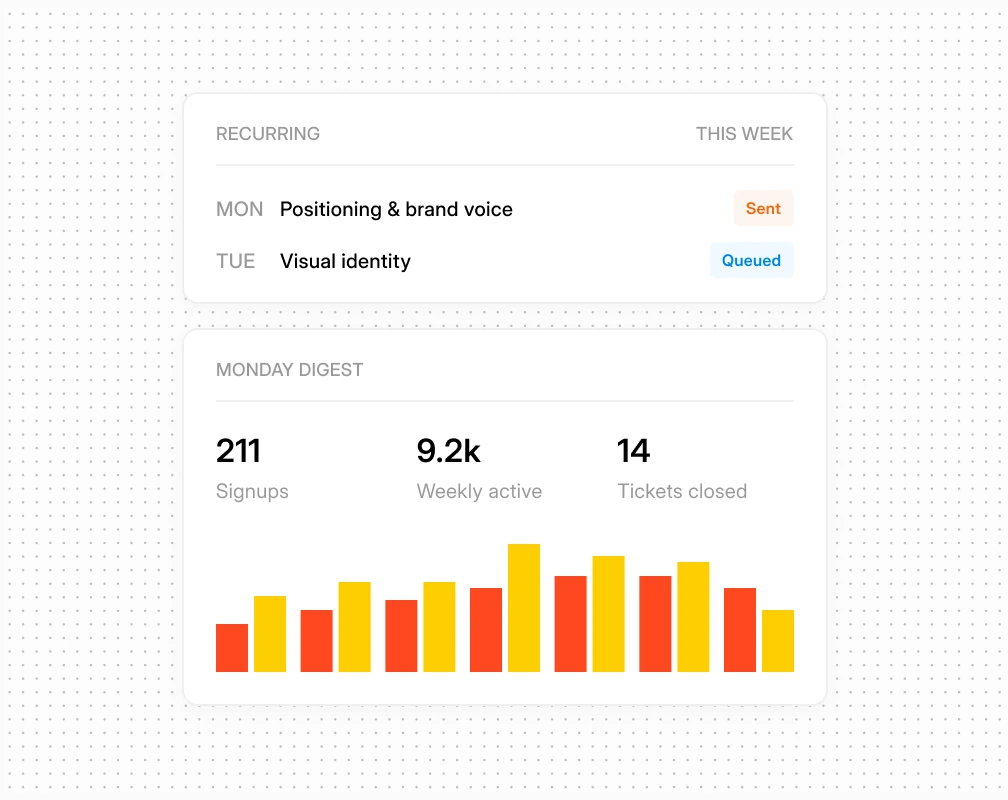 RECURRING THIS WEEK
MON Positioning & brand voice Sent
TUE Visual identity Queued
MONDAY DIGEST
211 9.2k 14
Signups Weekly active Tickets closed